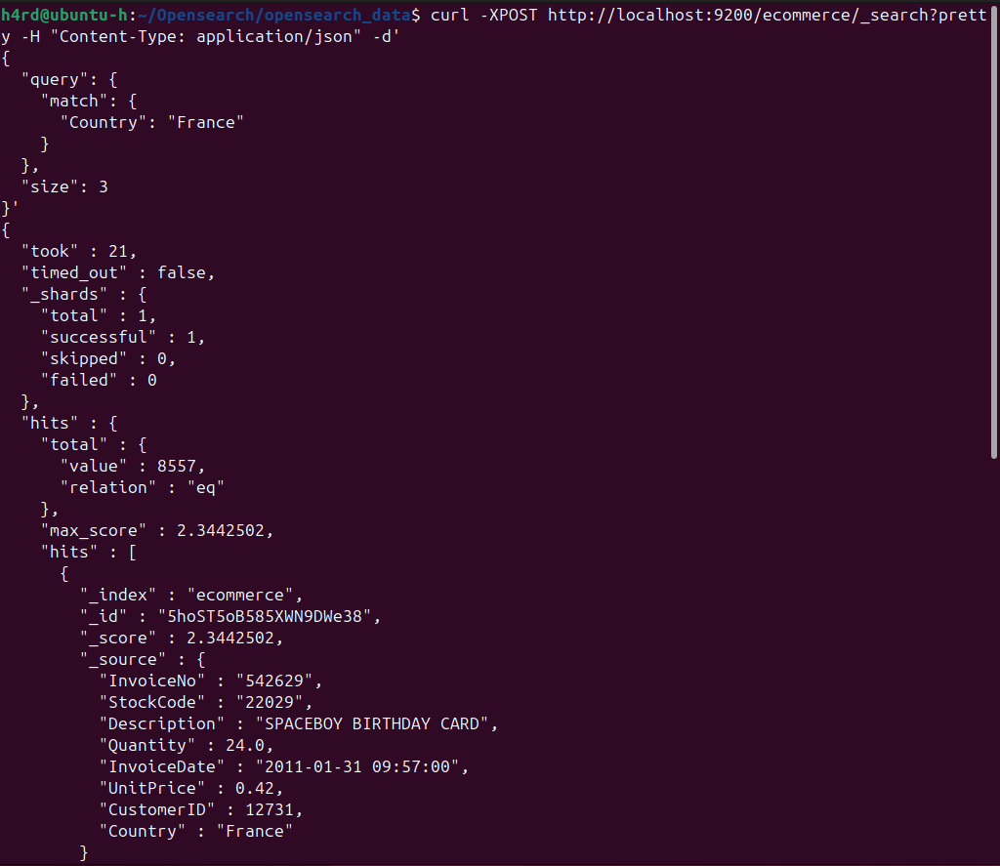 h4rd@ubuntu-h:~/Opensearch/opensearch_data$ curl -XPOST http://localhost:9200/ecommerce/_search?prett
y -H "Content-Type: application/json" -d'
{
  "query": {
    "match": {
      "Country": "France"
    }
  },
  "size": 3
}'
{
  "took" : 21,
  "timed_out" : false,
  "_shards" : {
    "total" : 1,
    "successful" : 1,
    "skipped" : 0,
    "failed" : 0
  },
  "hits" : {
    "total" : {
      "value" : 8557,
      "relation" : "eq"
    },
    "max_score" : 2.3442502,
    "hits" : [
      {
        "_index" : "ecommerce",
        "_id" : "5hoST5oB585XWN9DWe38",
        "_score" : 2.3442502,
        "_source" : {
          "InvoiceNo" : "542629",
          "StockCode" : "22029",
          "Description" : "SPACEBOY BIRTHDAY CARD",
          "Quantity" : 24.0,
          "InvoiceDate" : "2011-01-31 09:57:00",
          "UnitPrice" : 0.42,
          "CustomerID" : 12731,
          "Country" : "France"
        }